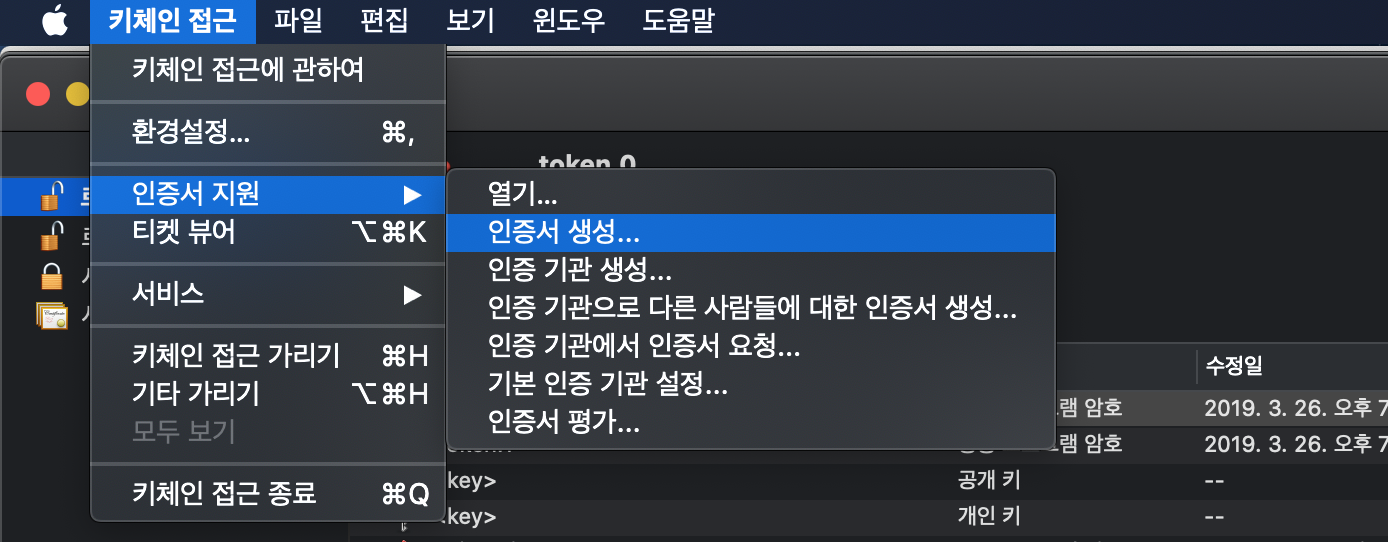 키체인 접근 파일 편집 보기 윈도우 도움말
키체인 접근에 관하여
환경설정... ⌘,
token.0
인증서 지원 ▶
티켓 뷰어 ⌥⌘K
서비스 ▶
키체인 접근 가리기 ⌘H
기타 가리기 ⌥⌘H
모두 보기
키체인 접근 종료 ⌘Q
열기...
인증서 생성...
인증 기관 생성...
인증 기관으로 다른 사람들에 대한 인증서 생성...
인증 기관에서 인증서 요청...
기본 인증 기관 설정...
인증서 평가...
수정일
암호 2019. 3. 26. 오후 7
암호 2019. 3. 26. 오후 7
key> 공개 키 --
<key> 개인 키 --